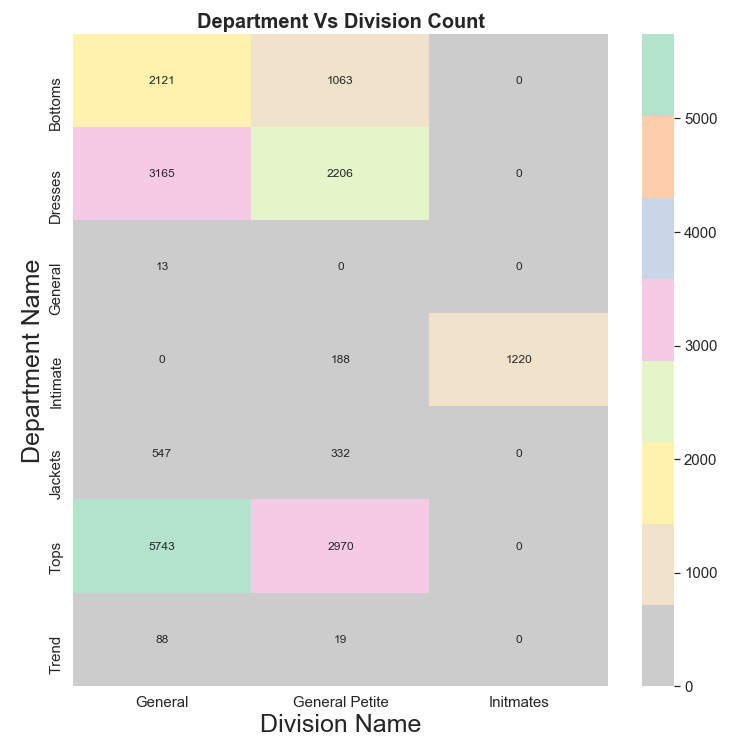 Department Vs Division Count
Department Name
Bottoms 2121 1063 0
Dresses 3165 2206 0
General 13 0 0
Intimate 0 188 1220
Jackets 547 332 0
Tops 5743 2970 0
Trend 88 19 0
General General Petite Initmates
Division Name
5000
4000
3000
2000
1000
0